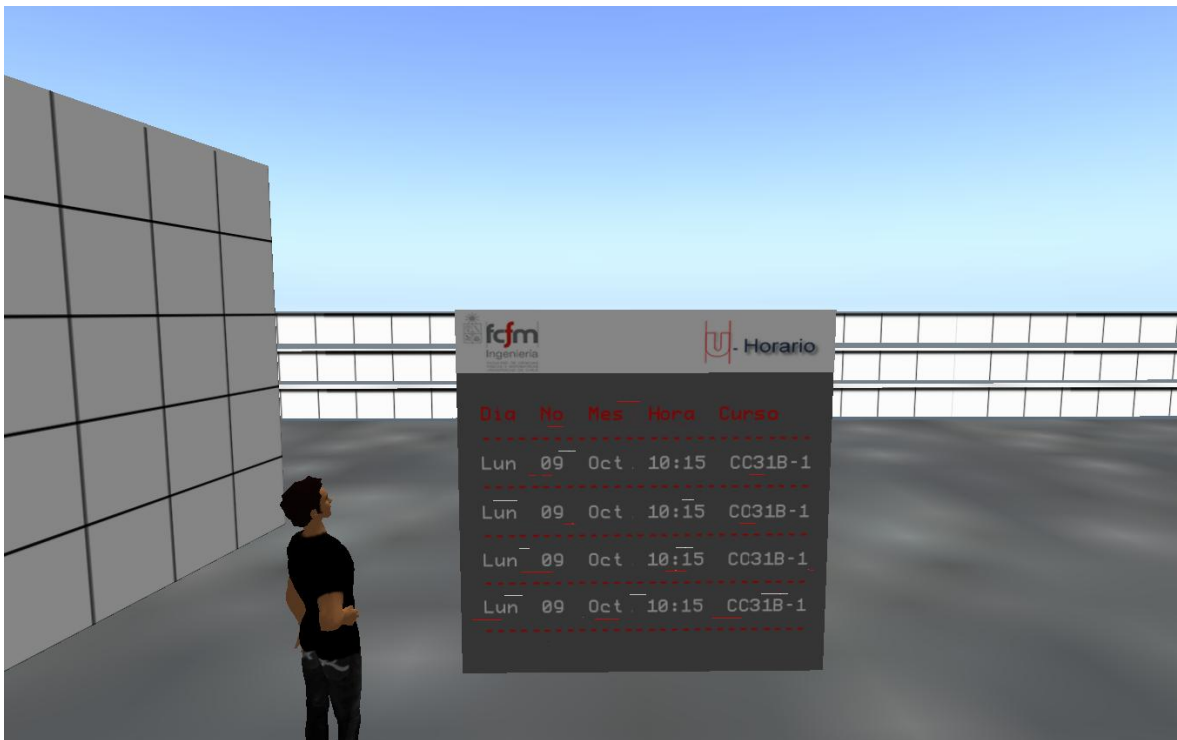 fcfm
Ingeniería
U - Horario
Dia No Mes Hora Curso
Lun 09 Oct 10:15 CC31B-1
Lun 09 Oct 10:15 CC31B-1
Lun 09 Oct 10:15 CC31B-1
Lun 09 Oct 10:15 CC31B-1